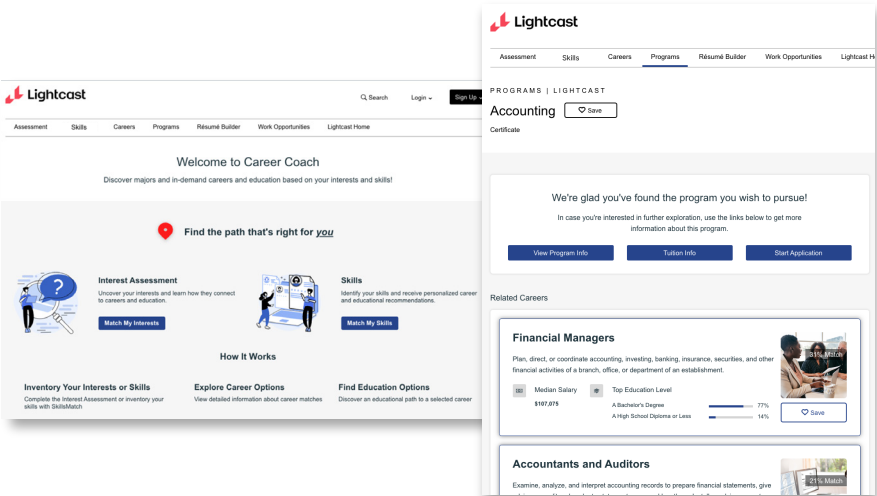 Lightcast
Search
Login
Sign Up
Assessment
Skills
Careers
Programs
Résumé Builder
Work Opportunities
Lightcast Home
Welcome to Career Coach
Discover majors and in-demand careers and education based on your interests and skills!
Find the path that's right for you
Interest Assessment
Uncover your interests and learn how they connect
to careers and education.
Match My Interests
Skills
Identify your skills and receive personalized career
and educational recommendations.
Match My Skills
How It Works
Inventory Your Interests or Skills
Complete the Interest Assessment or inventory your
skills with SkillsMatch
Explore Career Options
View detailed information about career matches
Find Education Options
Discover an educational path to a selected career
Lightcast
Assessment
Skills
Careers
Programs
Résumé Builder
Work Opportunities
Lightcast H
PROGRAMS | LIGHTCAST
Accounting
Save
Certificate
We're glad you've found the program you wish to pursue!
In case you're interested in further exploration, use the links below to get more
information about this program.
View Program Info
Tuition Info
Start Application
Related Careers
Financial Managers
Plan, direct, or coordinate accounting, investing, banking, insurance, securities, and other
financial activities of a branch, office, or department of an establishment.
31% Match
Median Salary
$107,075
Top Education Level
A Bachelor's Degree 77%
A High School Diploma or Less 14%
Save
Accountants and Auditors
Examine, analyze, and interpret accounting records to prepare financial statements, give
21% Match